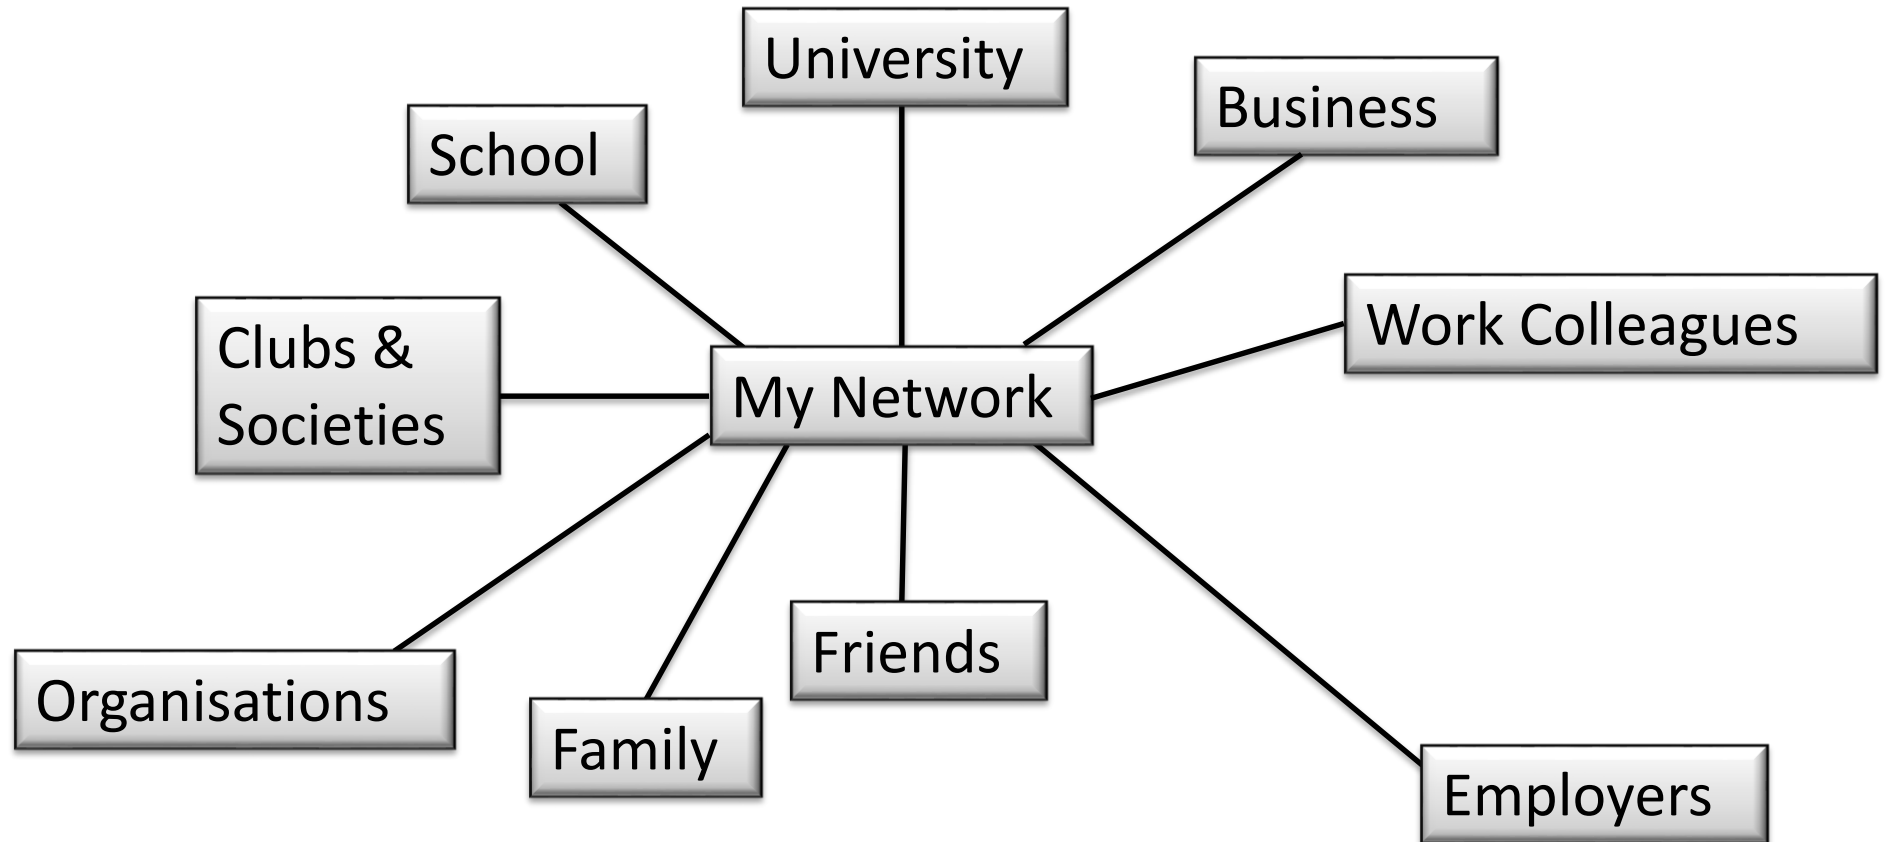 University
Business
School
Work Colleagues
Clubs &
Societies
My Network
Friends
Organisations
Family
Employers